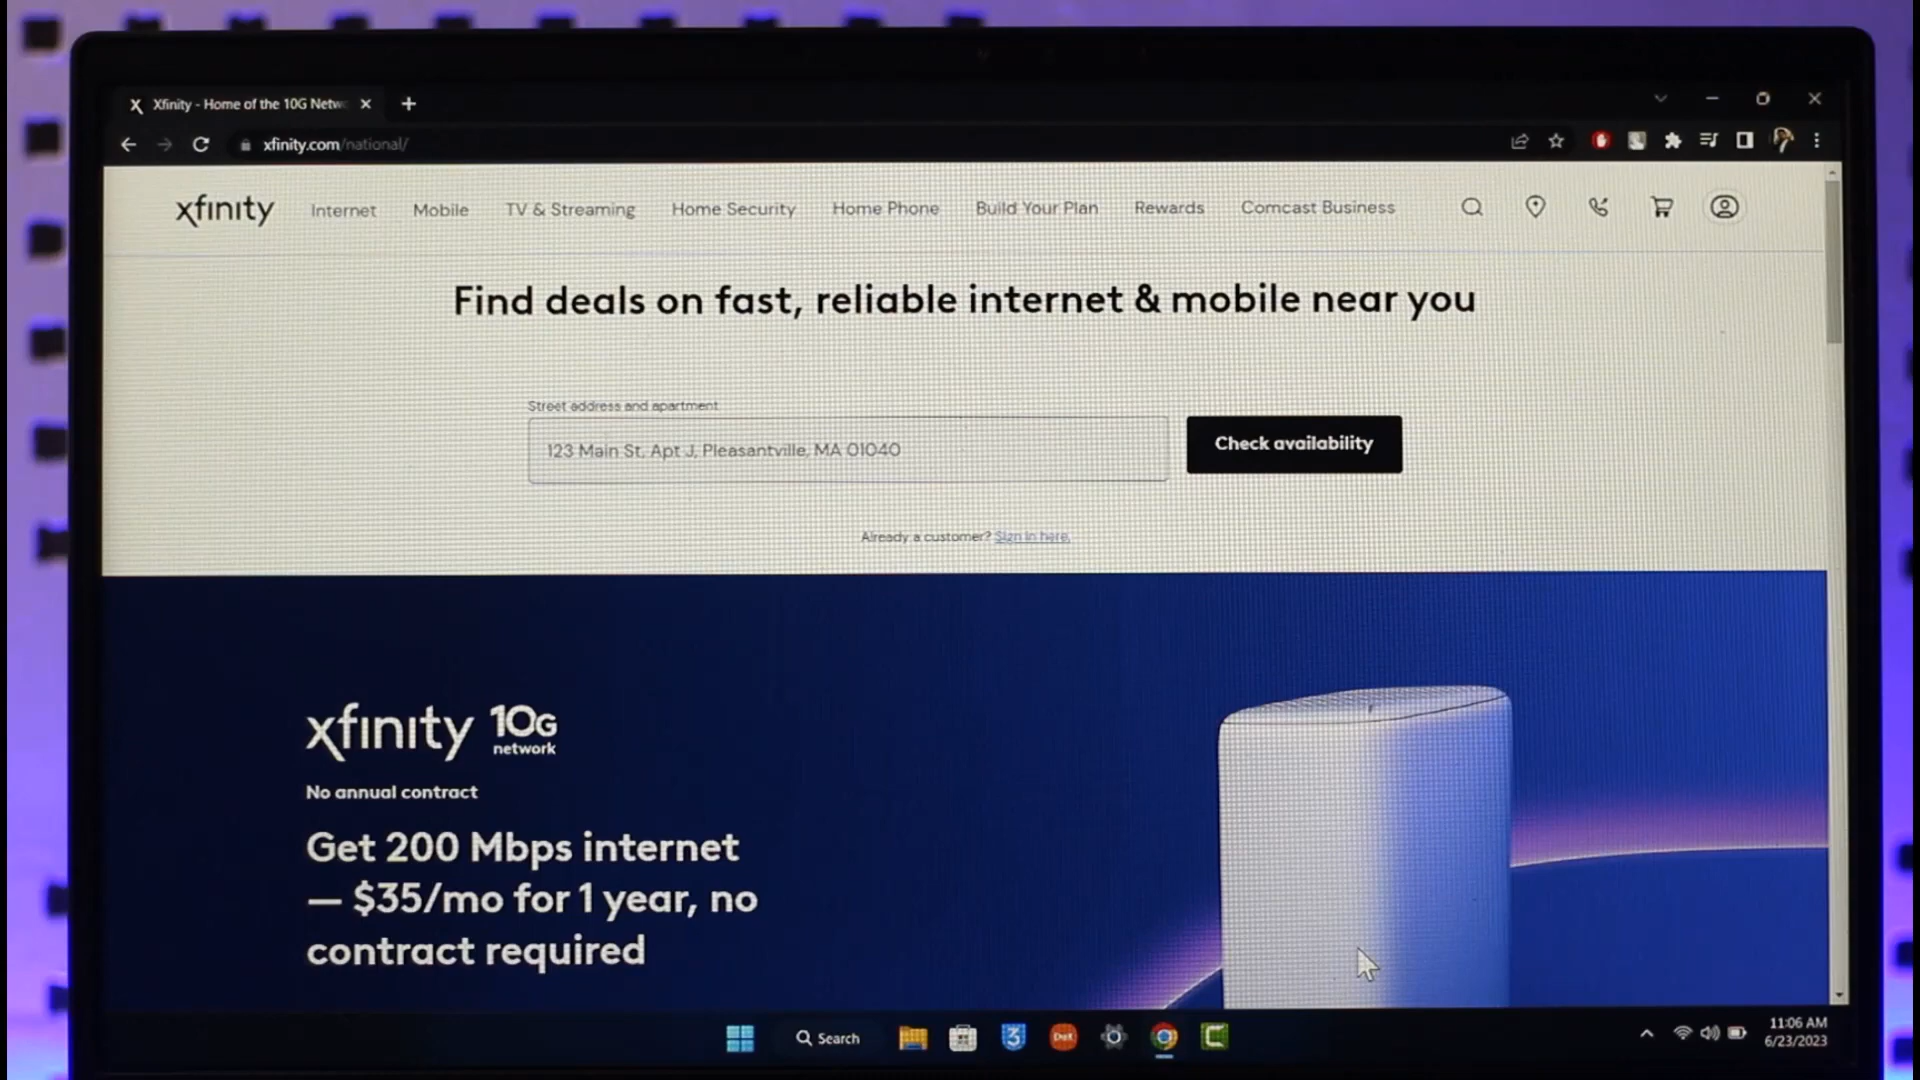 Xfinity - Home of the 10G Netw
xfinity.com/national/
xfinity
Internet
Mobile
TV & Streaming
Home Security
Home Phone
Build Your Plan
Rewards
Comcast Business
Find deals on fast, reliable internet & mobile near you
Street address and apartment
123 Main St, Apt J, Pleasantville, MA 01040
Check availability
Already a customer? Sign in here.
xfinity 10G
network
No annual contract
Get 200 Mbps internet
— $35/mo for 1 year, no
contract required
Search
3
Dot
11:06 AM
6/23/2023